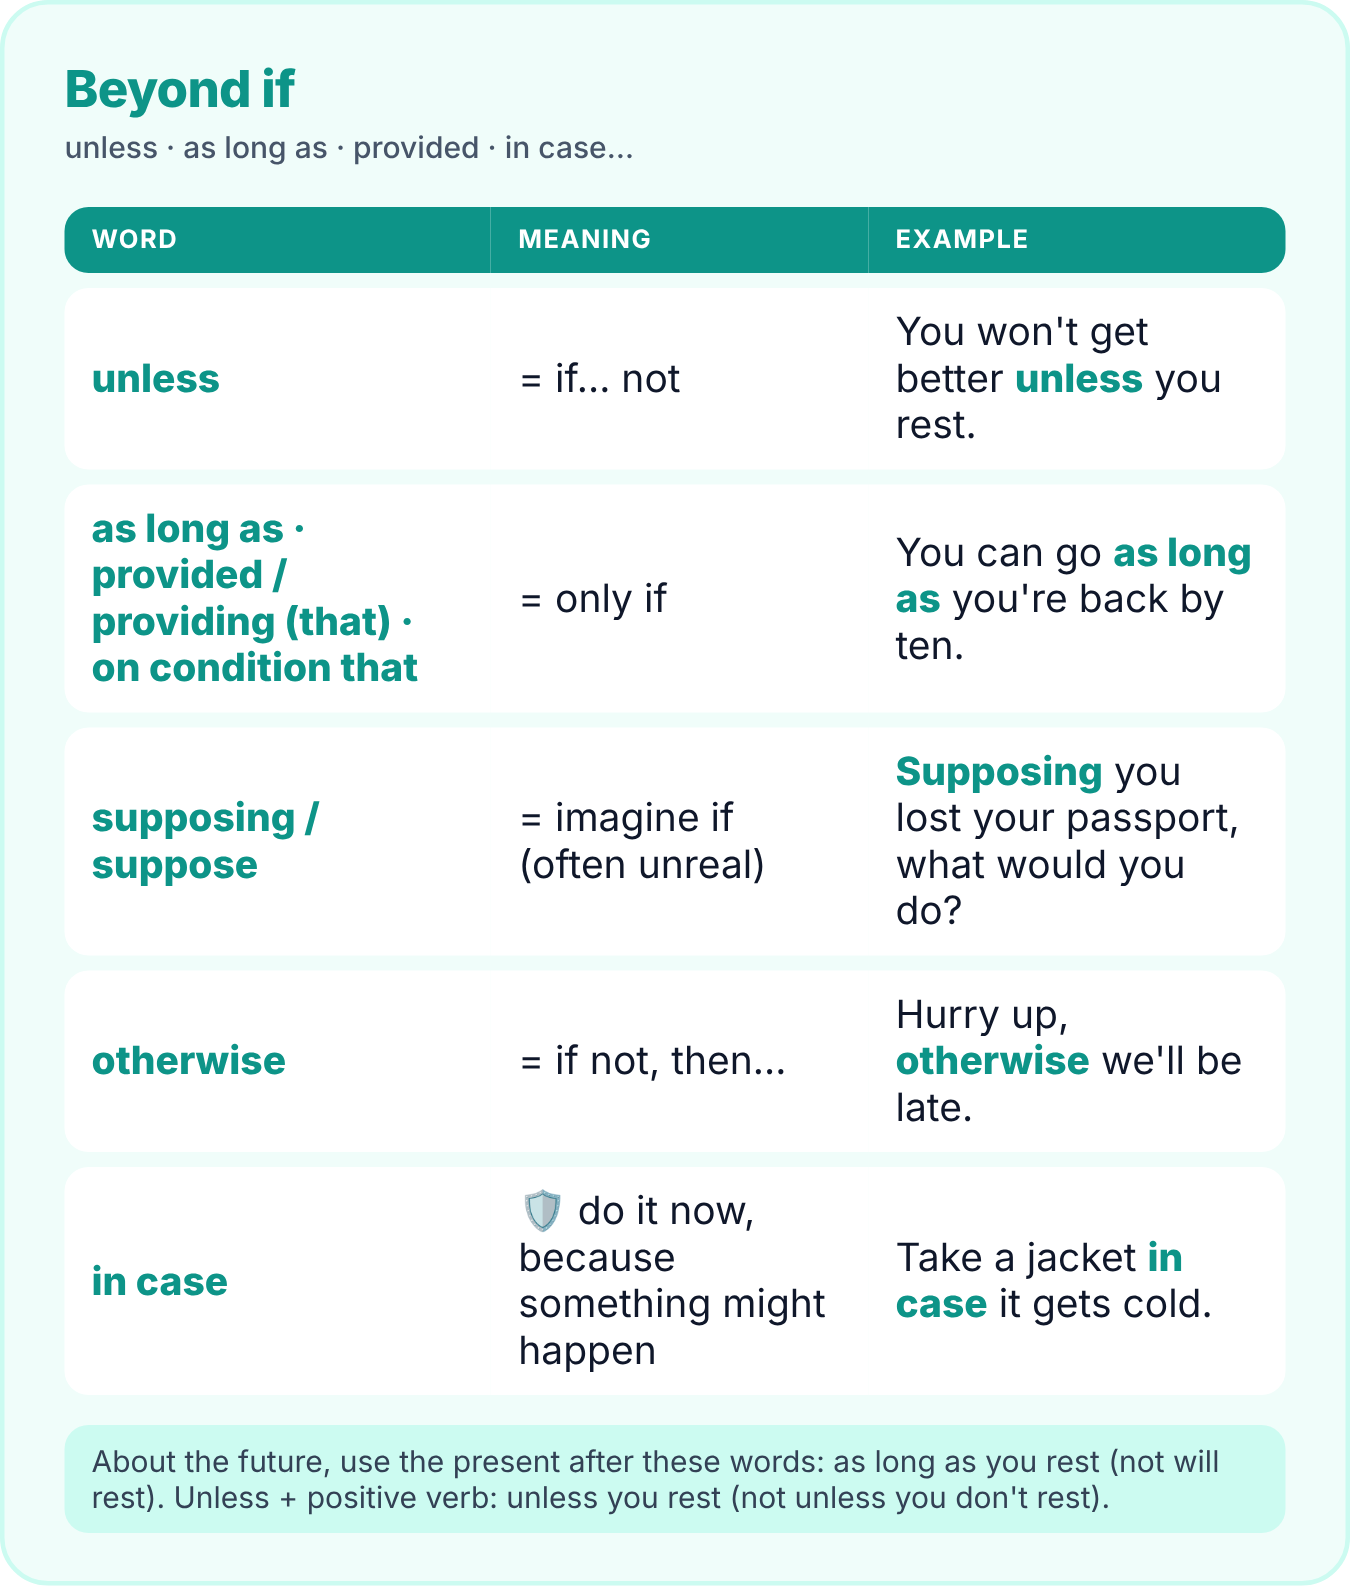 Beyond if
unless · as long as · provided · in case...
WORD
MEANING
EXAMPLE
unless
= if... not
You won't get
better unless you
rest.
as long as ·
provided /
providing (that) ·
on condition that
= only if
You can go as long
as you're back by
ten.
supposing /
suppose
= imagine if
(often unreal)
Supposing you
lost your passport,
what would you
do?
otherwise
= if not, then...
Hurry up,
otherwise we'll be
late.
in case
🛡️ do it now,
because
something might
happen
Take a jacket in
case it gets cold.
About the future, use the present after these words: as long as you rest (not will
rest). Unless + positive verb: unless you rest (not unless you don't rest).